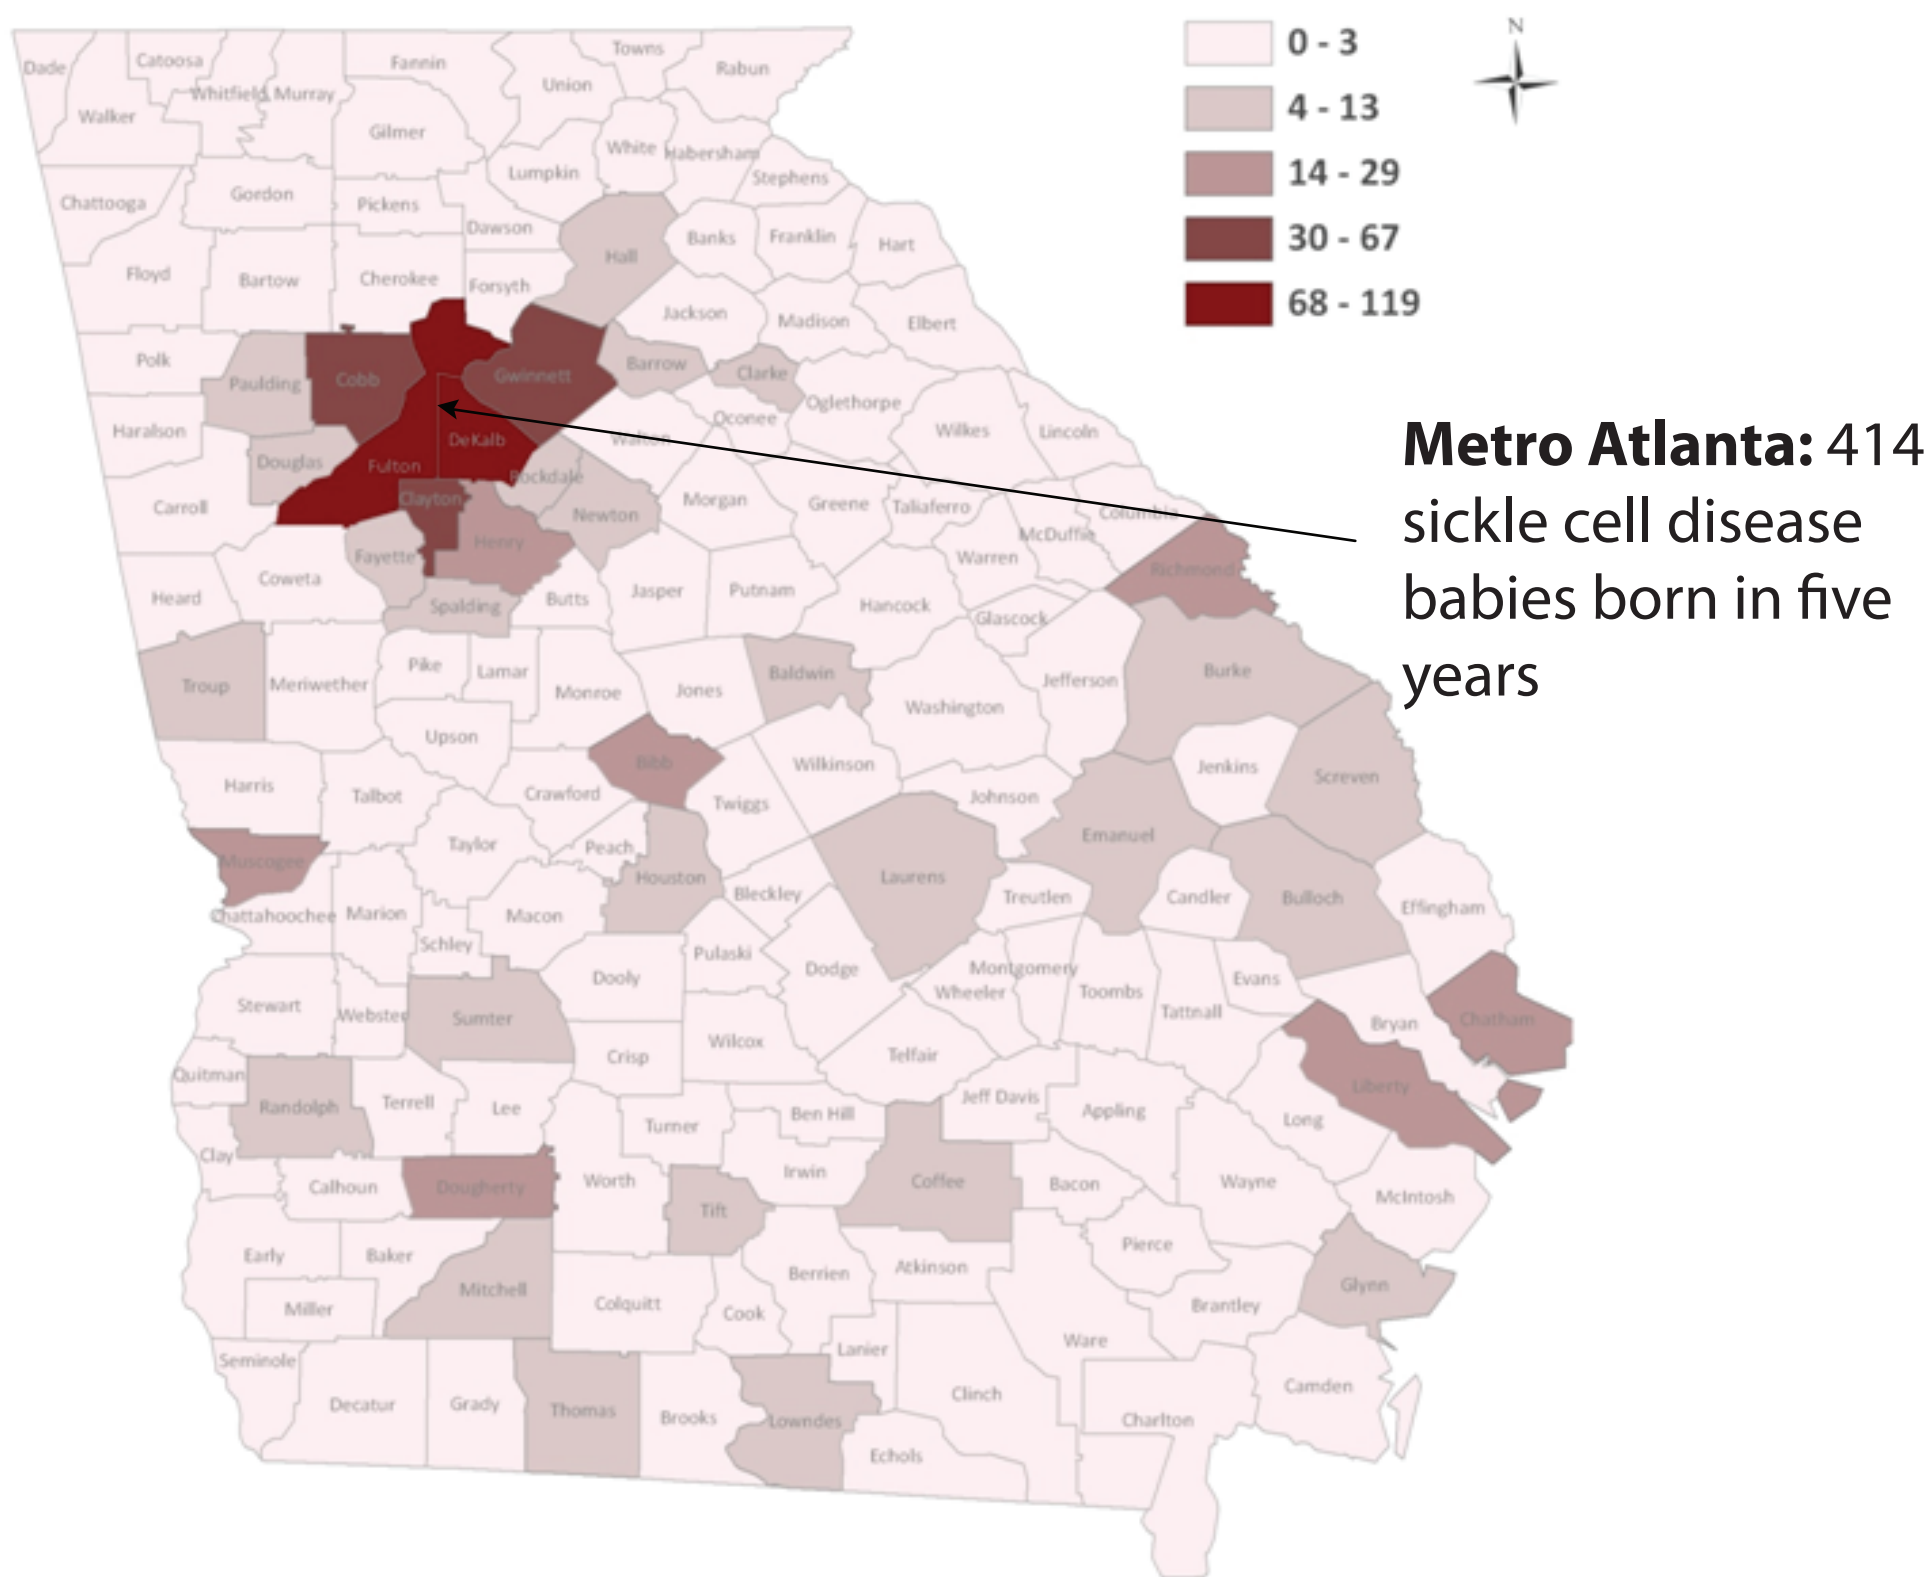 N
0 - 3
4 - 13
14 - 29
30 - 67
68 - 119
Metro Atlanta: 414
sickle cell disease
babies born in five
years
Dade
Catoosa
Whitfield
Murray
Fannin
Union
Towns
Rabun
Walker
Gilmer
White
Habersham
Lumpkin
Stephens
Chattooga
Gordon
Pickens
Dawson
Hall
Banks
Franklin
Hart
Floyd
Bartow
Cherokee
Forsyth
Jackson
Madison
Elbert
Polk
Paulding
Cobb
Gwinnett
Barrow
Clarke
Oglethorpe
Oconee
Haralson
Douglas
Fulton
DeKalb
Walton
Wilkes
Lincoln
Carroll
Clayton
Rockdale
Newton
Morgan
Greene
Taliaferro
McDuffie
Columbia
Fayette
Henry
Warren
Richmond
Heard
Coweta
Spalding
Butts
Jasper
Putnam
Hancock
Glascock
Troup
Meriwether
Pike
Lamar
Monroe
Jones
Baldwin
Washington
Jefferson
Burke
Upson
Bibb
Wilkinson
Jenkins
Screven
Harris
Talbot
Crawford
Twiggs
Johnson
Emanuel
Muscogee
Taylor
Peach
Houston
Bleckley
Laurens
Treutlen
Candler
Bulloch
Effingham
Chattahoochee
Marion
Macon
Schley
Pulaski
Dodge
Dooly
Montgomery
Wheeler
Toombs
Tattnall
Evans
Bryan
Chatham
Stewart
Webster
Sumter
Crisp
Wilcox
Telfair
Liberty
Quitman
Randolph
Terrell
Lee
Turner
Ben Hill
Jeff Davis
Appling
Long
Clay
Calhoun
Dougherty
Worth
Tift
Irwin
Coffee
Bacon
Wayne
McIntosh
Early
Baker
Mitchell
Colquitt
Berrien
Atkinson
Pierce
Glynn
Miller
Cook
Brantley
Seminole
Lanier
Ware
Decatur
Grady
Thomas
Brooks
Lowndes
Clinch
Charlton
Camden
Echols